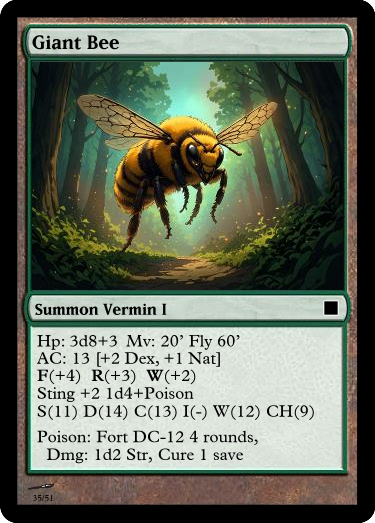 Giant Bee
Summon Vermin I
Hp: 3d8+3 Mv: 20' Fly 60'
AC: 13 [+2 Dex, +1 Nat]
F(+4) R(+3) W(+2)
Sting +2 1d4+Poison
S(11) D(14) C(13) I(-) W(12) CH(9)
Poison: Fort DC-12 4 rounds,
Dmg: 1d2 Str, Cure 1 save
35/51